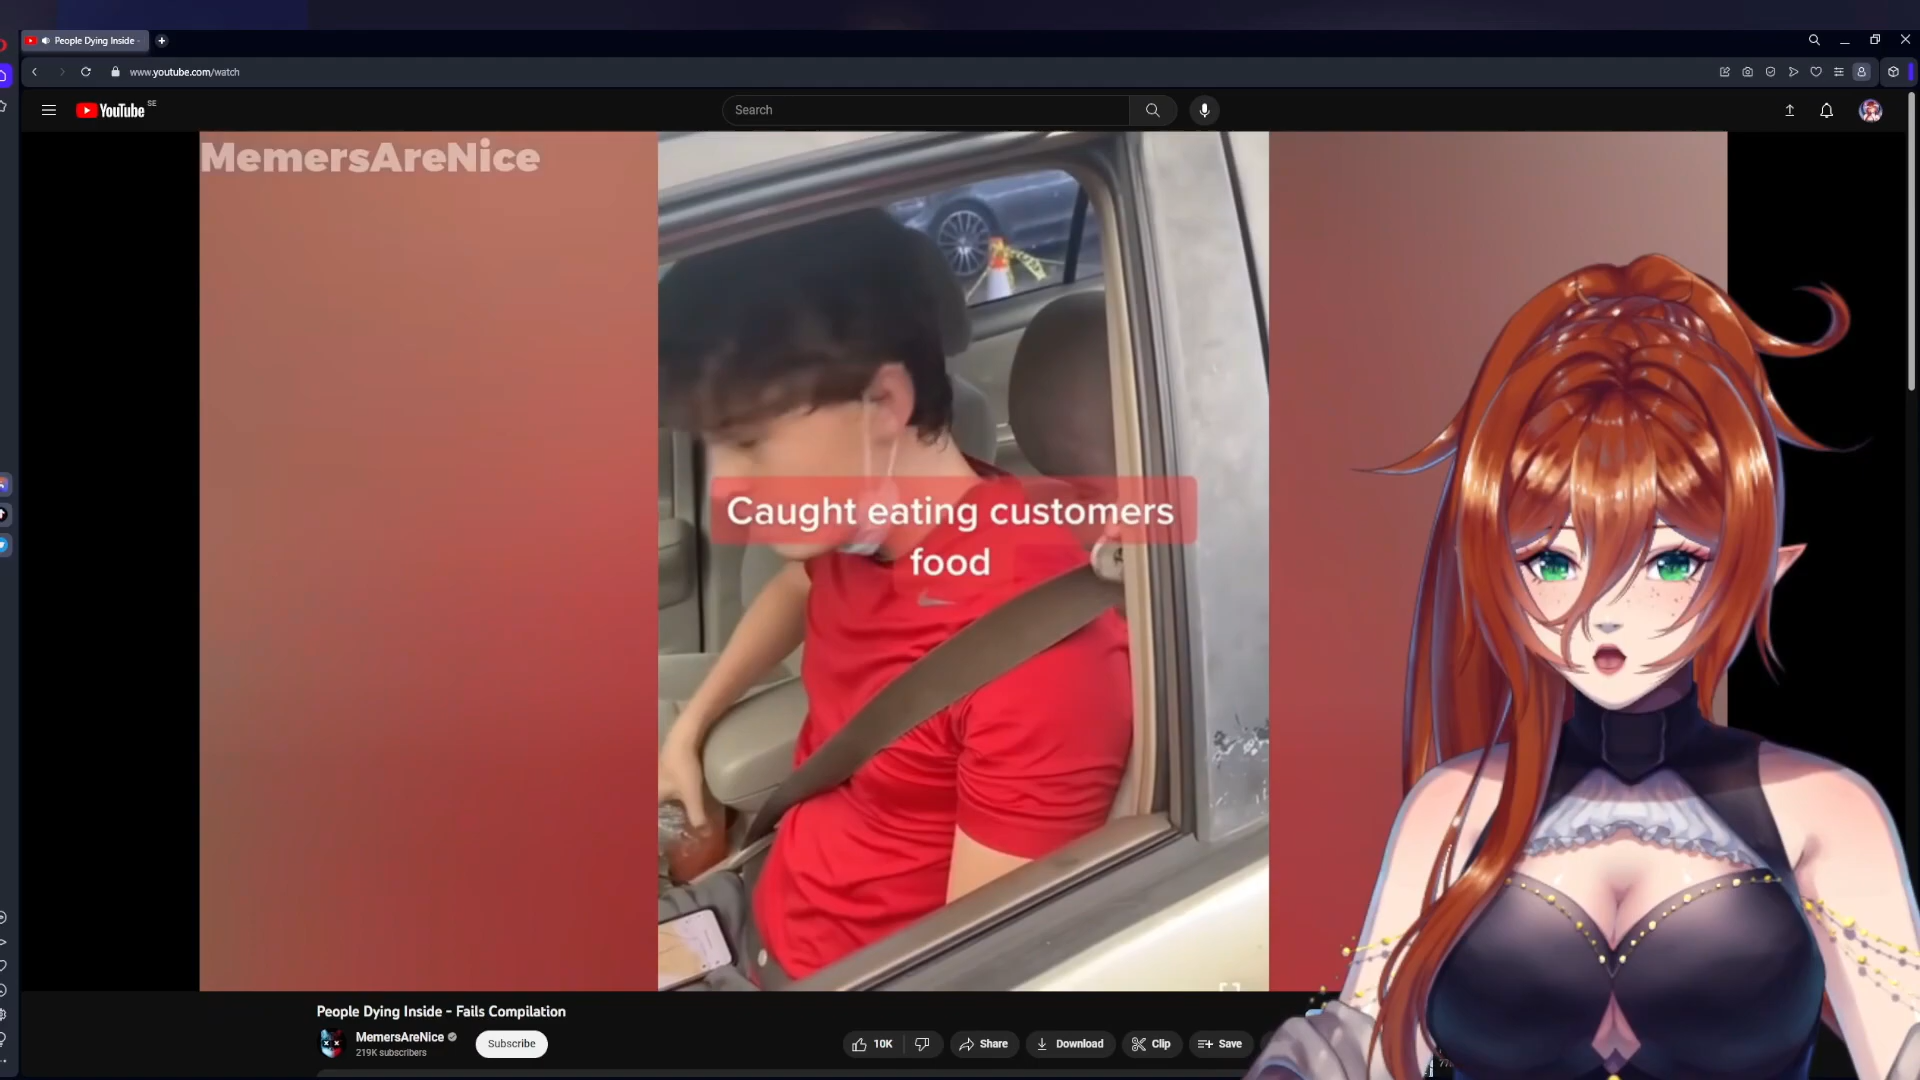 People Dying Inside -
www.youtube.com/watch
YouTube SE
Search
MemersAreNice
Caught eating customers
food
People Dying Inside - Fails Compilation
MemersAreNice
219K subscribers
Subscribe
10K
Share
Download
Clip
Save